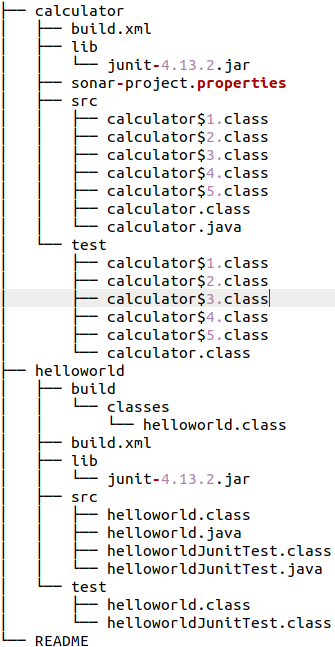 ├── calculator
│   ├── build.xml
│   ├── lib
│   │   └── junit-4.13.2.jar
│   ├── sonar-project.properties
│   ├── src
│   │   ├── calculator$1.class
│   │   ├── calculator$2.class
│   │   ├── calculator$3.class
│   │   ├── calculator$4.class
│   │   ├── calculator$5.class
│   │   ├── calculator.class
│   │   └── calculator.java
│   └── test
│       ├── calculator$1.class
│       ├── calculator$2.class
│       ├── calculator$3.class
│       ├── calculator$4.class
│       ├── calculator$5.class
│       └── calculator.class
├── helloworld
│   ├── build
│   │   └── classes
│   │       └── helloworld.class
│   ├── build.xml
│   ├── lib
│   │   └── junit-4.13.2.jar
│   ├── src
│   │   ├── helloworld.class
│   │   ├── helloworld.java
│   │   ├── helloworldJunitTest.class
│   │   └── helloworldJunitTest.java
│   └── test
│       ├── helloworld.class
│       └── helloworldJunitTest.class
└── README